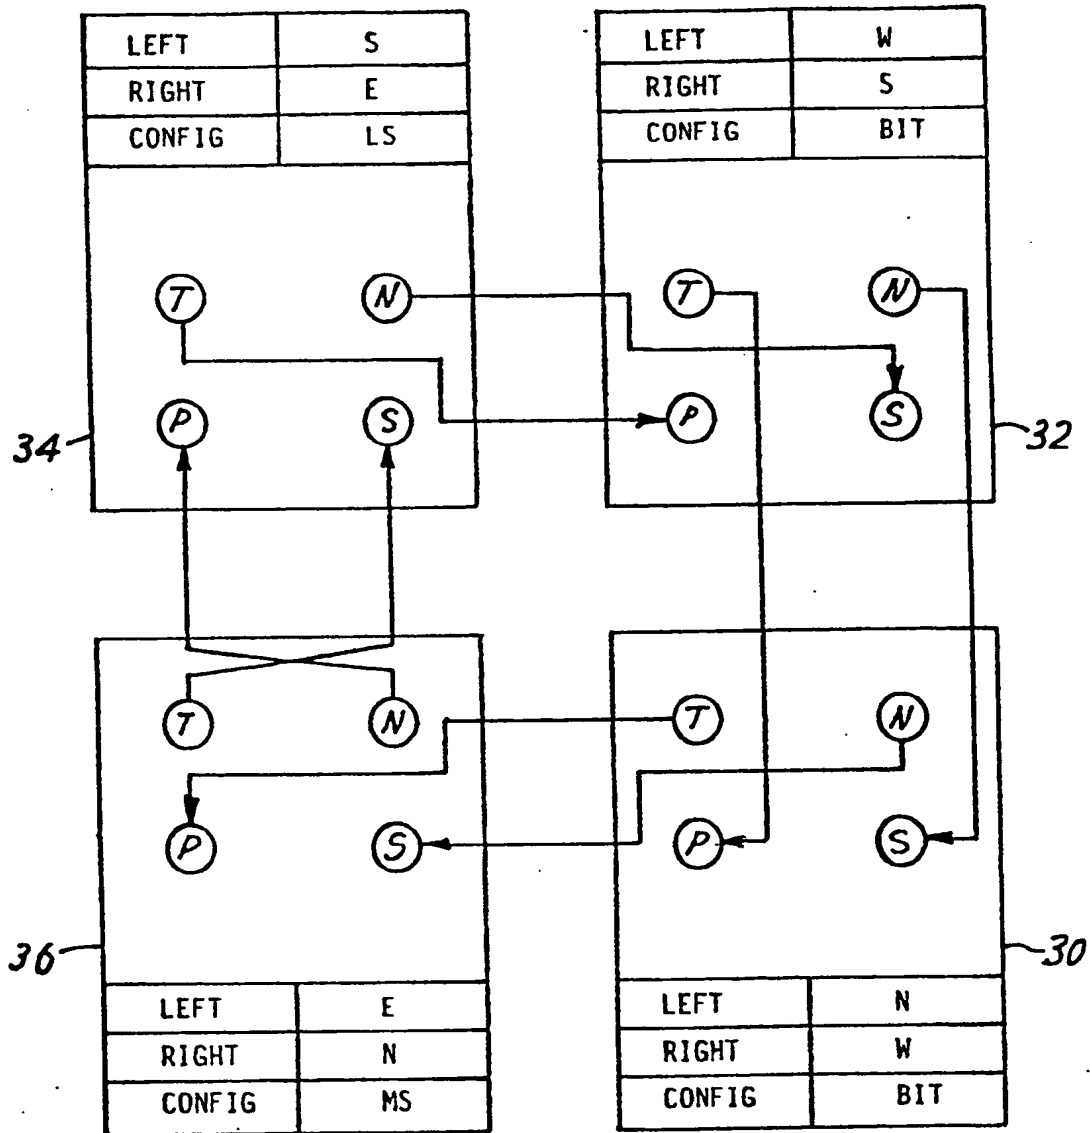 LEFT S
RIGHT E
CONFIG LS
LEFT W
RIGHT S
CONFIG BIT
T N
T N
P S
P S
34
32
T N
T N
P S
P S
36
30
LEFT E
RIGHT N
CONFIG MS
LEFT N
RIGHT W
CONFIG BIT